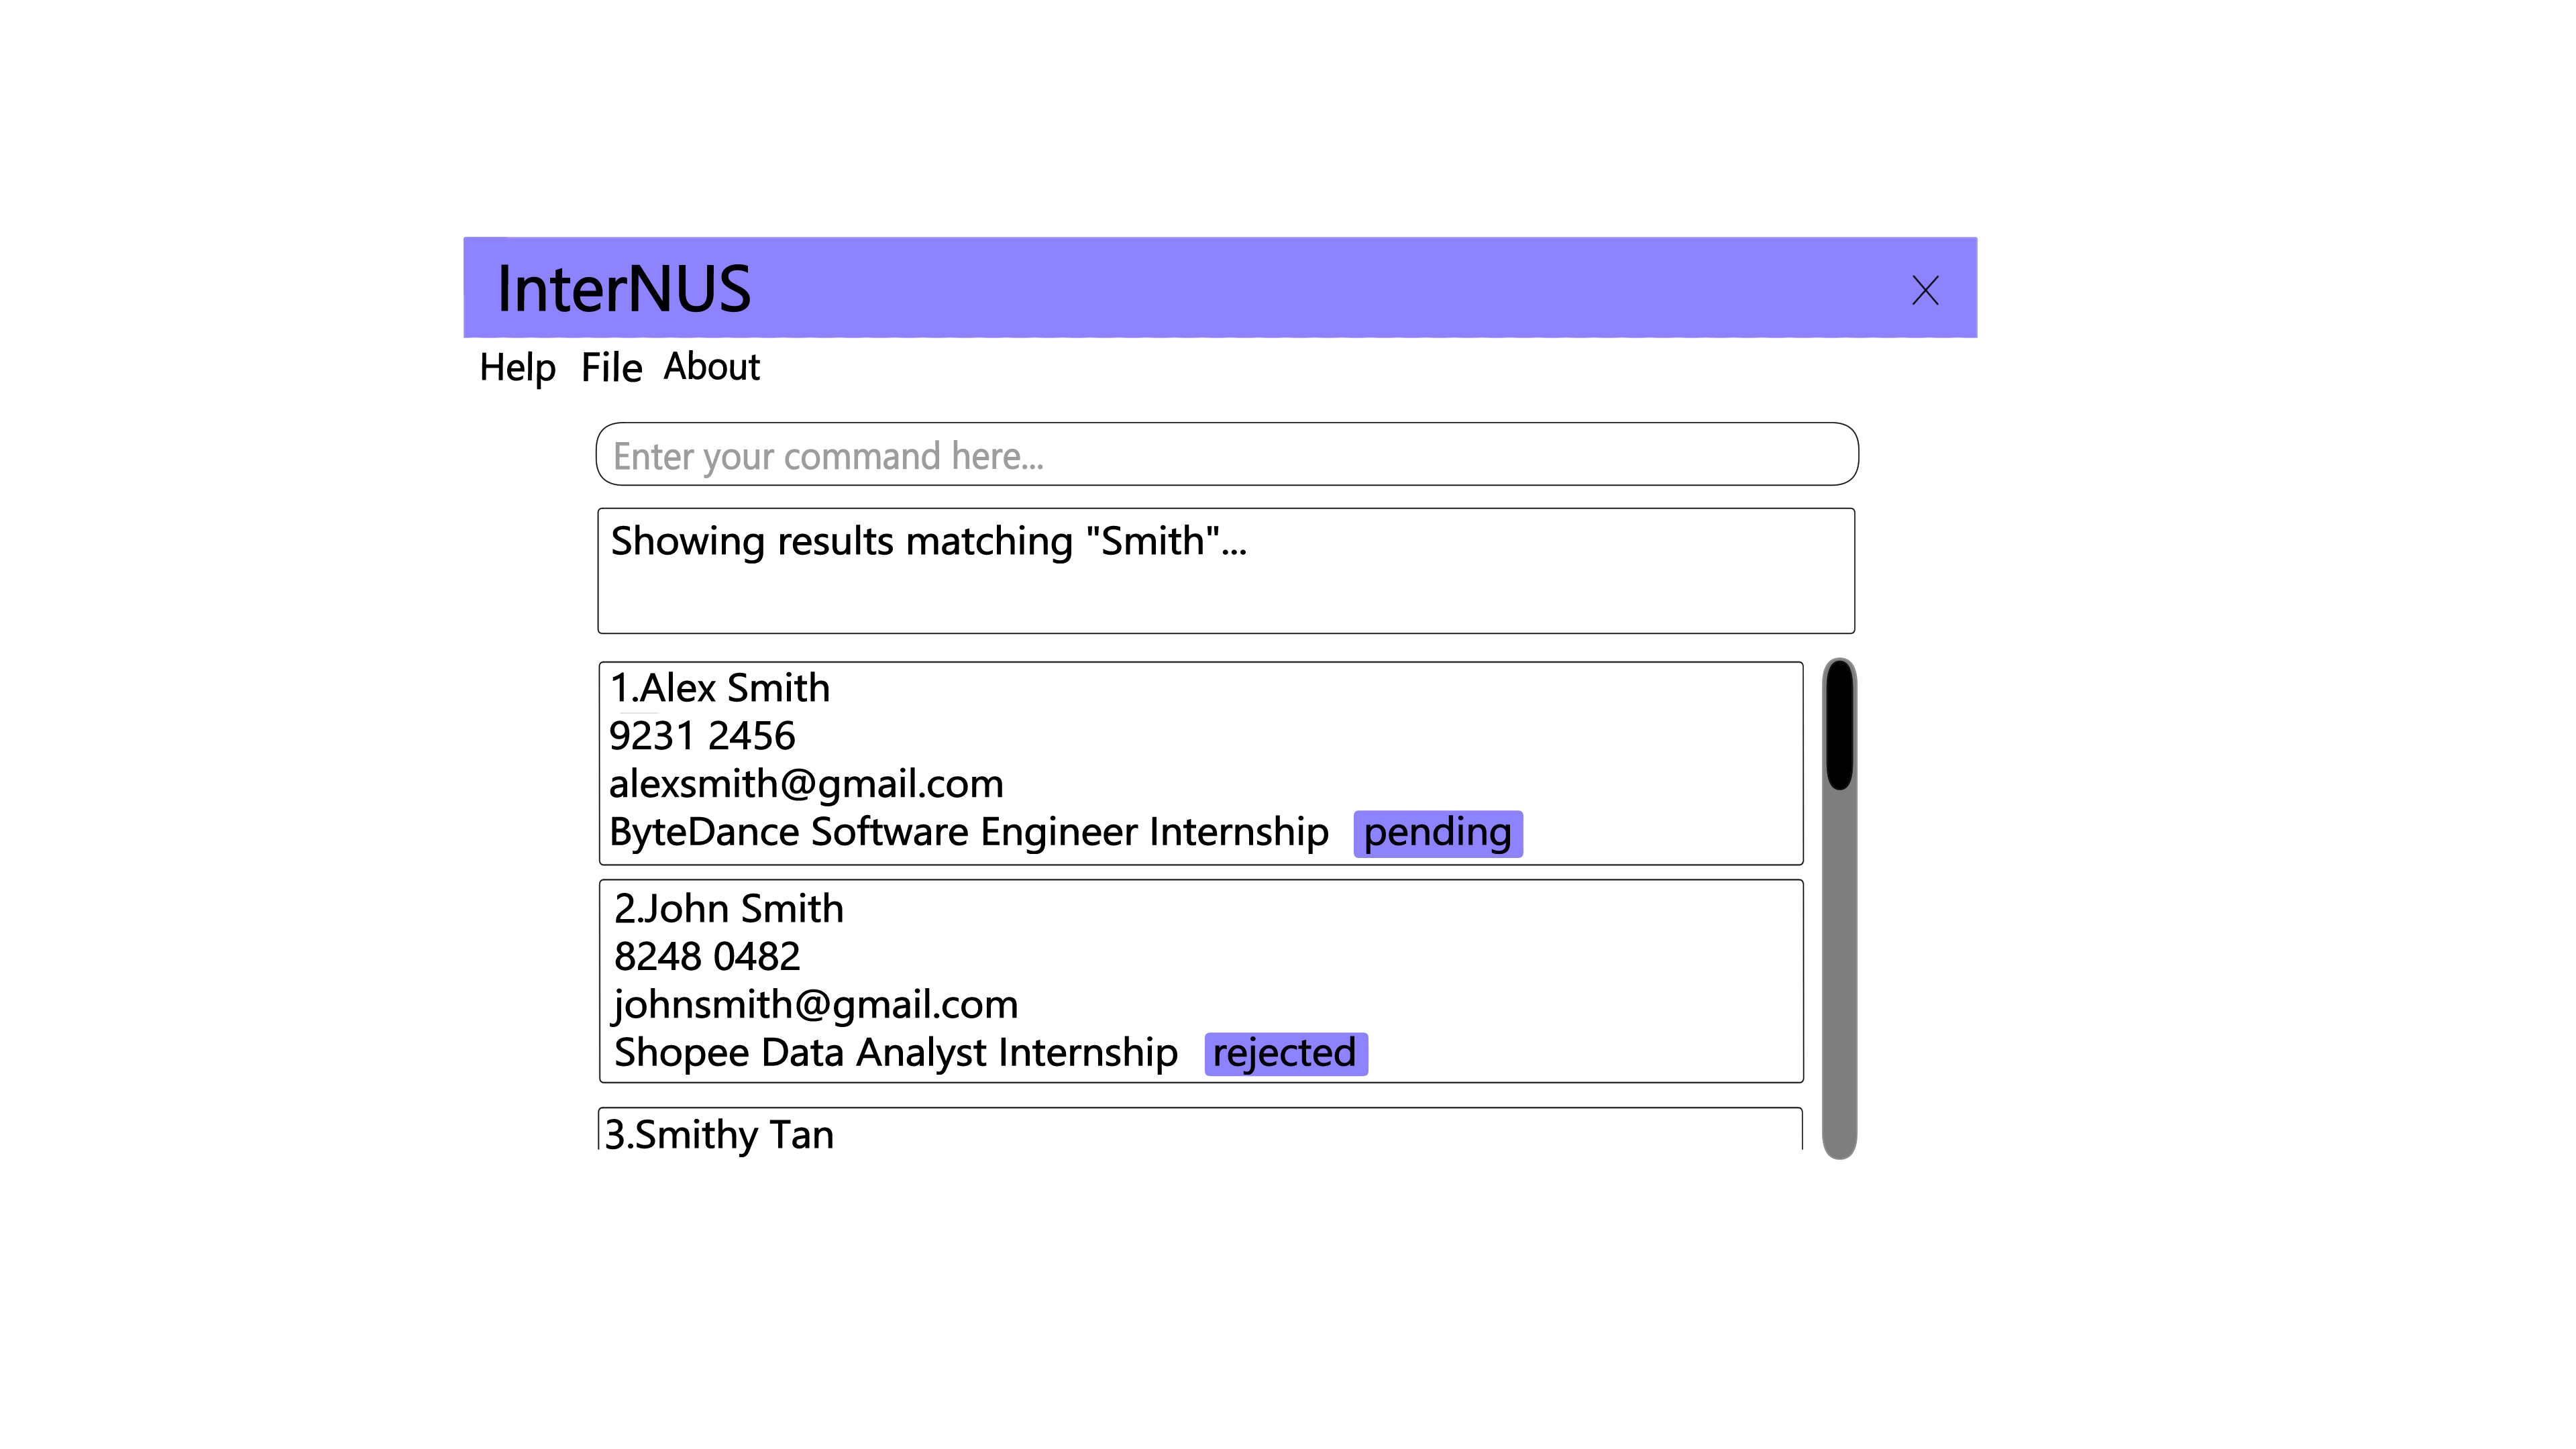 InterNUS
Help File About
Enter your command here...
Showing results matching "Smith"...
1.Alex Smith
9231 2456
alexsmith@gmail.com
ByteDance Software Engineer Internship pending
2.John Smith
8248 0482
johnsmith@gmail.com
Shopee Data Analyst Internship rejected
3.Smithy Tan